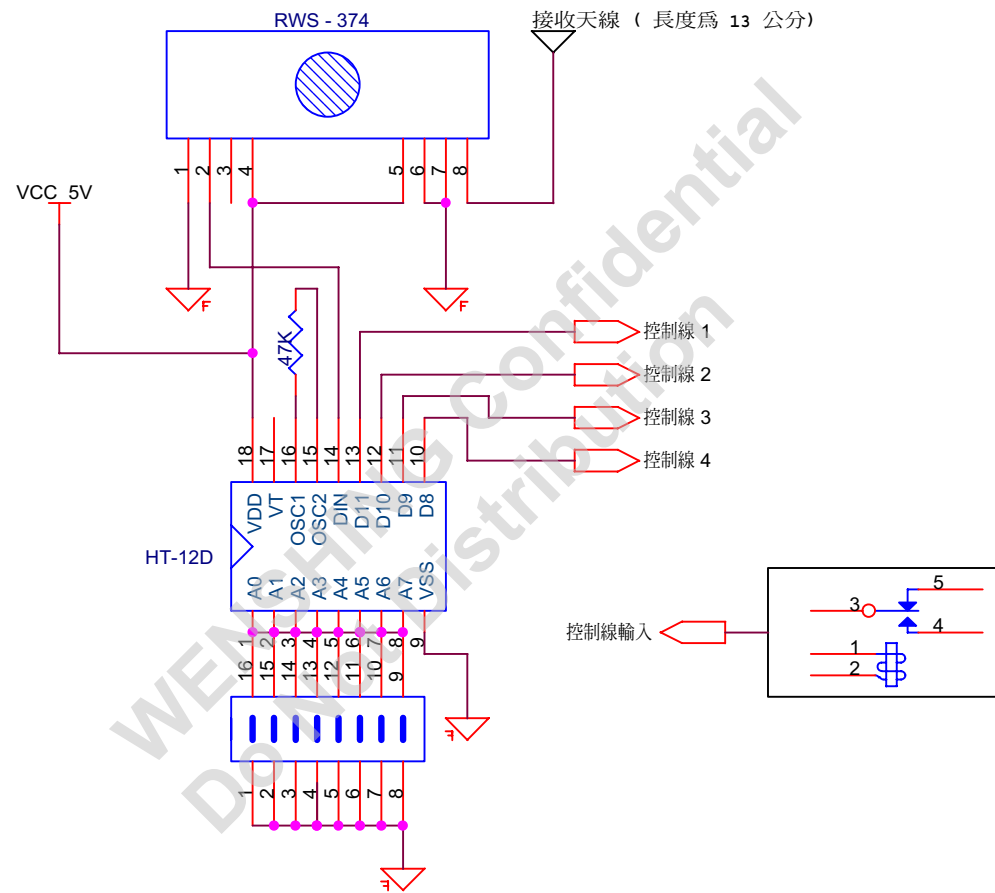 RWS - 374
接收天線 ( 長度爲 13 公分)
1 2 3 4 5 6 7 8
VCC 5V
F F
47K
控制線 1
控制線 2
控制線 3
控制線 4
18 17 16 15 14 13 12 11 10
VDD VT OSC1 OSC2 DIN D11 D10 D9 D8
HT-12D
A0 A1 A2 A3 A4 A5 A6 A7 VSS
1 2 3 4 5 6 7 8 9
16 15 14 13 12 11 10 9
F
1 2 3 4 5 6 7 8
F
控制線輸入
5
3
4
1
2
WENSHING Confidential
Do Not Distribution